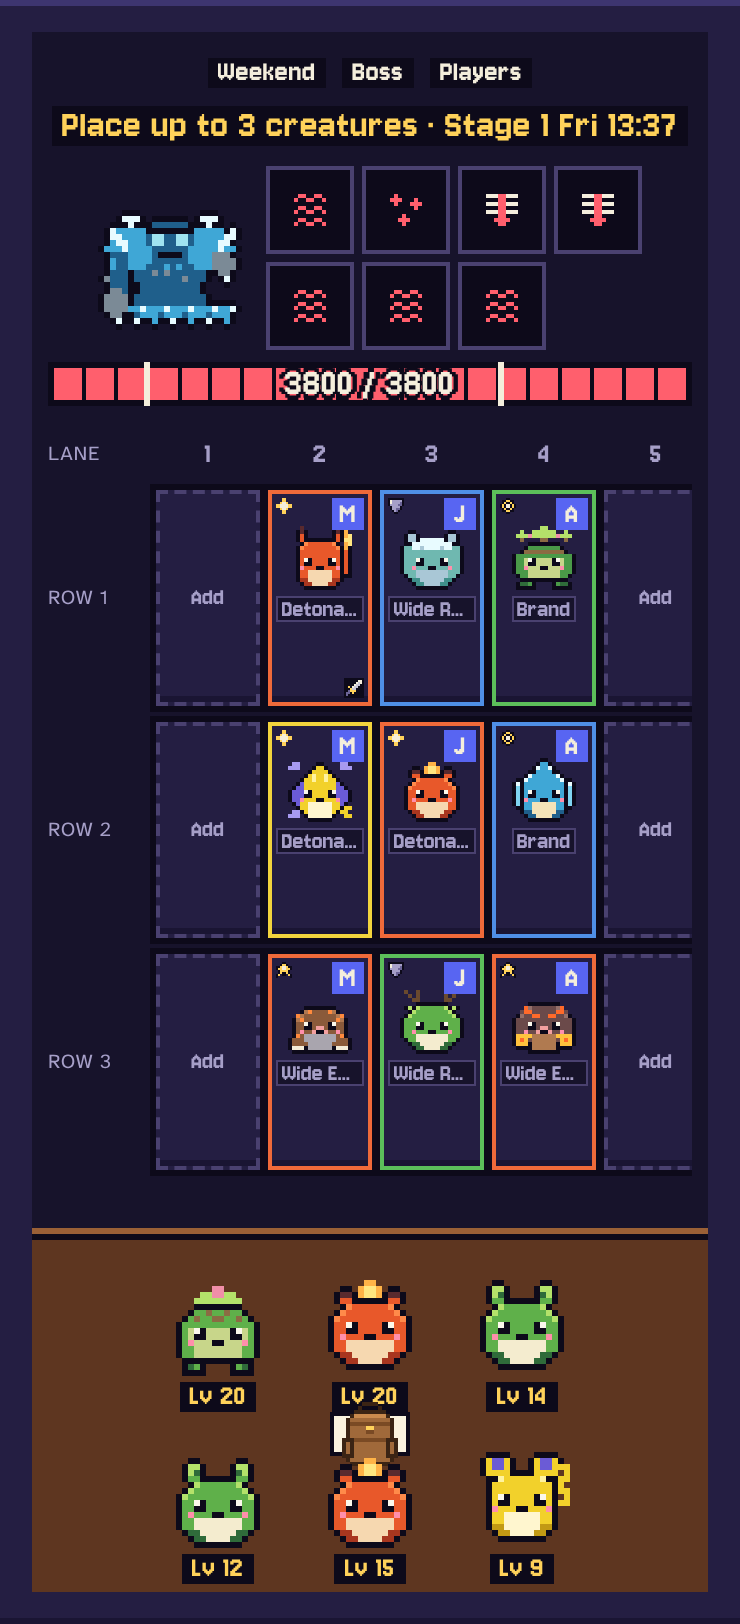 Weekend Boss Players
Place up to 3 creatures · Stage 1 Fri 13:37
3800 // 3800
LANE 1 2 3 4 5
M J A
ROW 1 Add Detona... Wide R... Brand Add
M J A
ROW 2 Add Detona... Detona... Brand Add
M J A
ROW 3 Add Wide E... Wide R... Wide E... Add
Lv 20 Lv 20 Lv 14
Lv 12 Lv 15 Lv 9